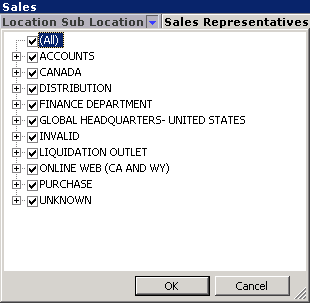 Sales
Location Sub Location Sales Representatives
(All)
ACCOUNTS
CANADA
DISTRIBUTION
FINANCE DEPARTMENT
GLOBAL HEADQUARTERS- UNITED STATES
INVALID
LIQUIDATION OUTLET
ONLINE WEB (CA AND WY)
PURCHASE
UNKNOWN
OK Cancel